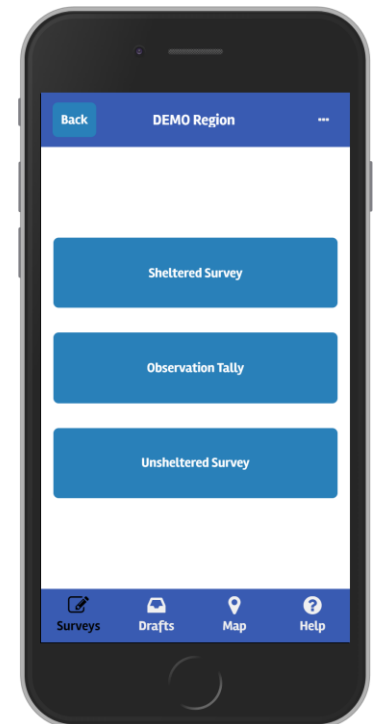 Back DEMO Region ...
Sheltered Survey
Observation Tally
Unsheltered Survey
Surveys Drafts Map Help